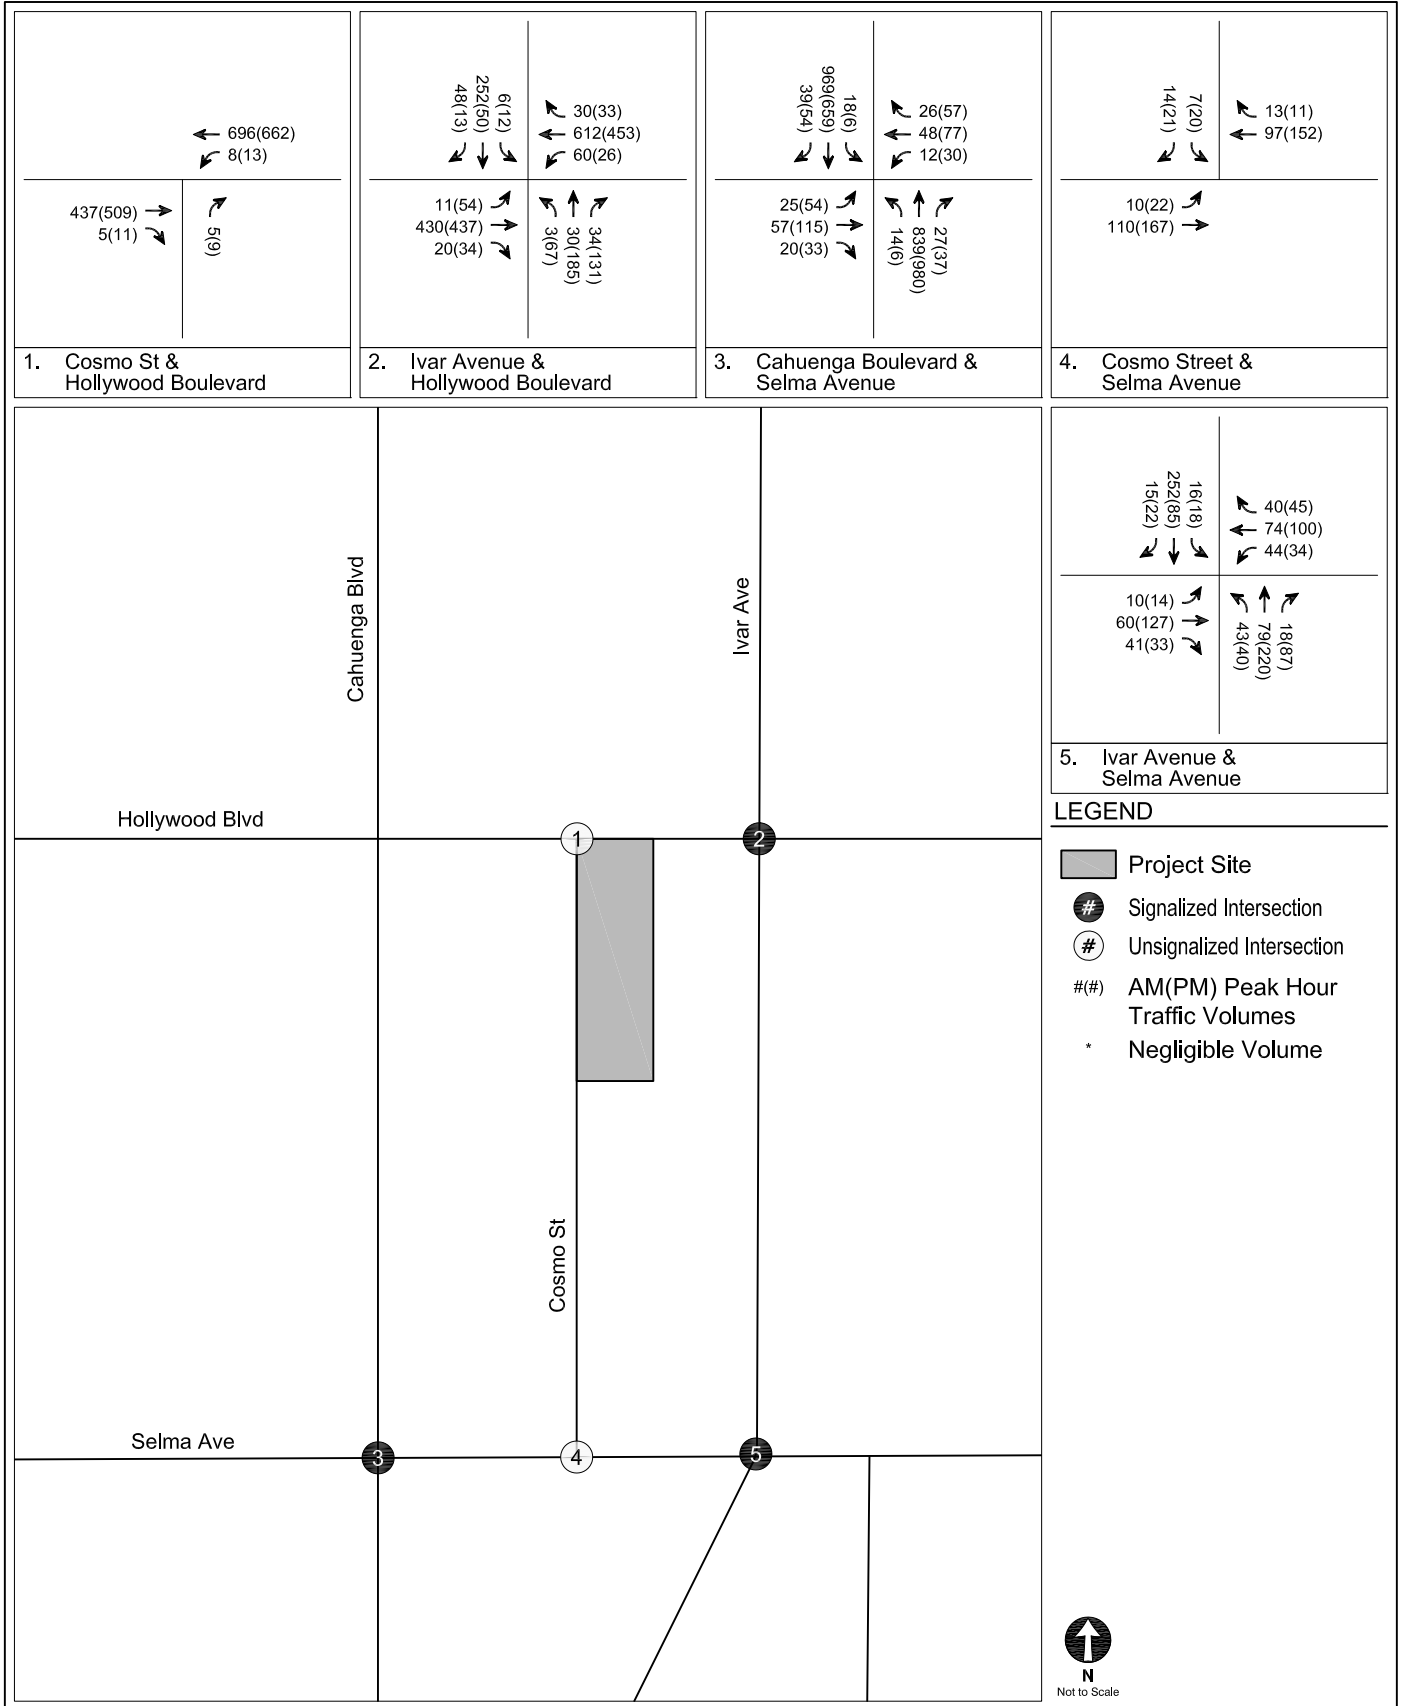 696(662)
8(13)
437(509)
5(11)
5(9)
1. Cosmo St &
Hollywood Boulevard
48(13)
252(50)
6(12)
30(33)
612(453)
60(26)
11(54)
430(437)
20(34)
3(67)
30(185)
34(131)
2. Ivar Avenue &
Hollywood Boulevard
39(54)
969(659)
18(6)
26(57)
48(77)
12(30)
25(54)
57(115)
20(33)
14(6)
839(980)
27(37)
3. Cahuenga Boulevard &
Selma Avenue
14(21)
7(20)
13(11)
97(152)
10(22)
110(167)
4. Cosmo Street &
Selma Avenue
15(22)
252(85)
16(18)
40(45)
74(100)
44(34)
10(14)
60(127)
41(33)
43(40)
79(220)
18(87)
5. Ivar Avenue &
Selma Avenue
Cahuenga Blvd
Ivar Ave
Hollywood Blvd
1
2
Cosmo St
Selma Ave
3
4
5
LEGEND
Project Site
# Signalized Intersection
# Unsignalized Intersection
#(#) AM(PM) Peak Hour
Traffic Volumes
* Negligible Volume
N
Not to Scale